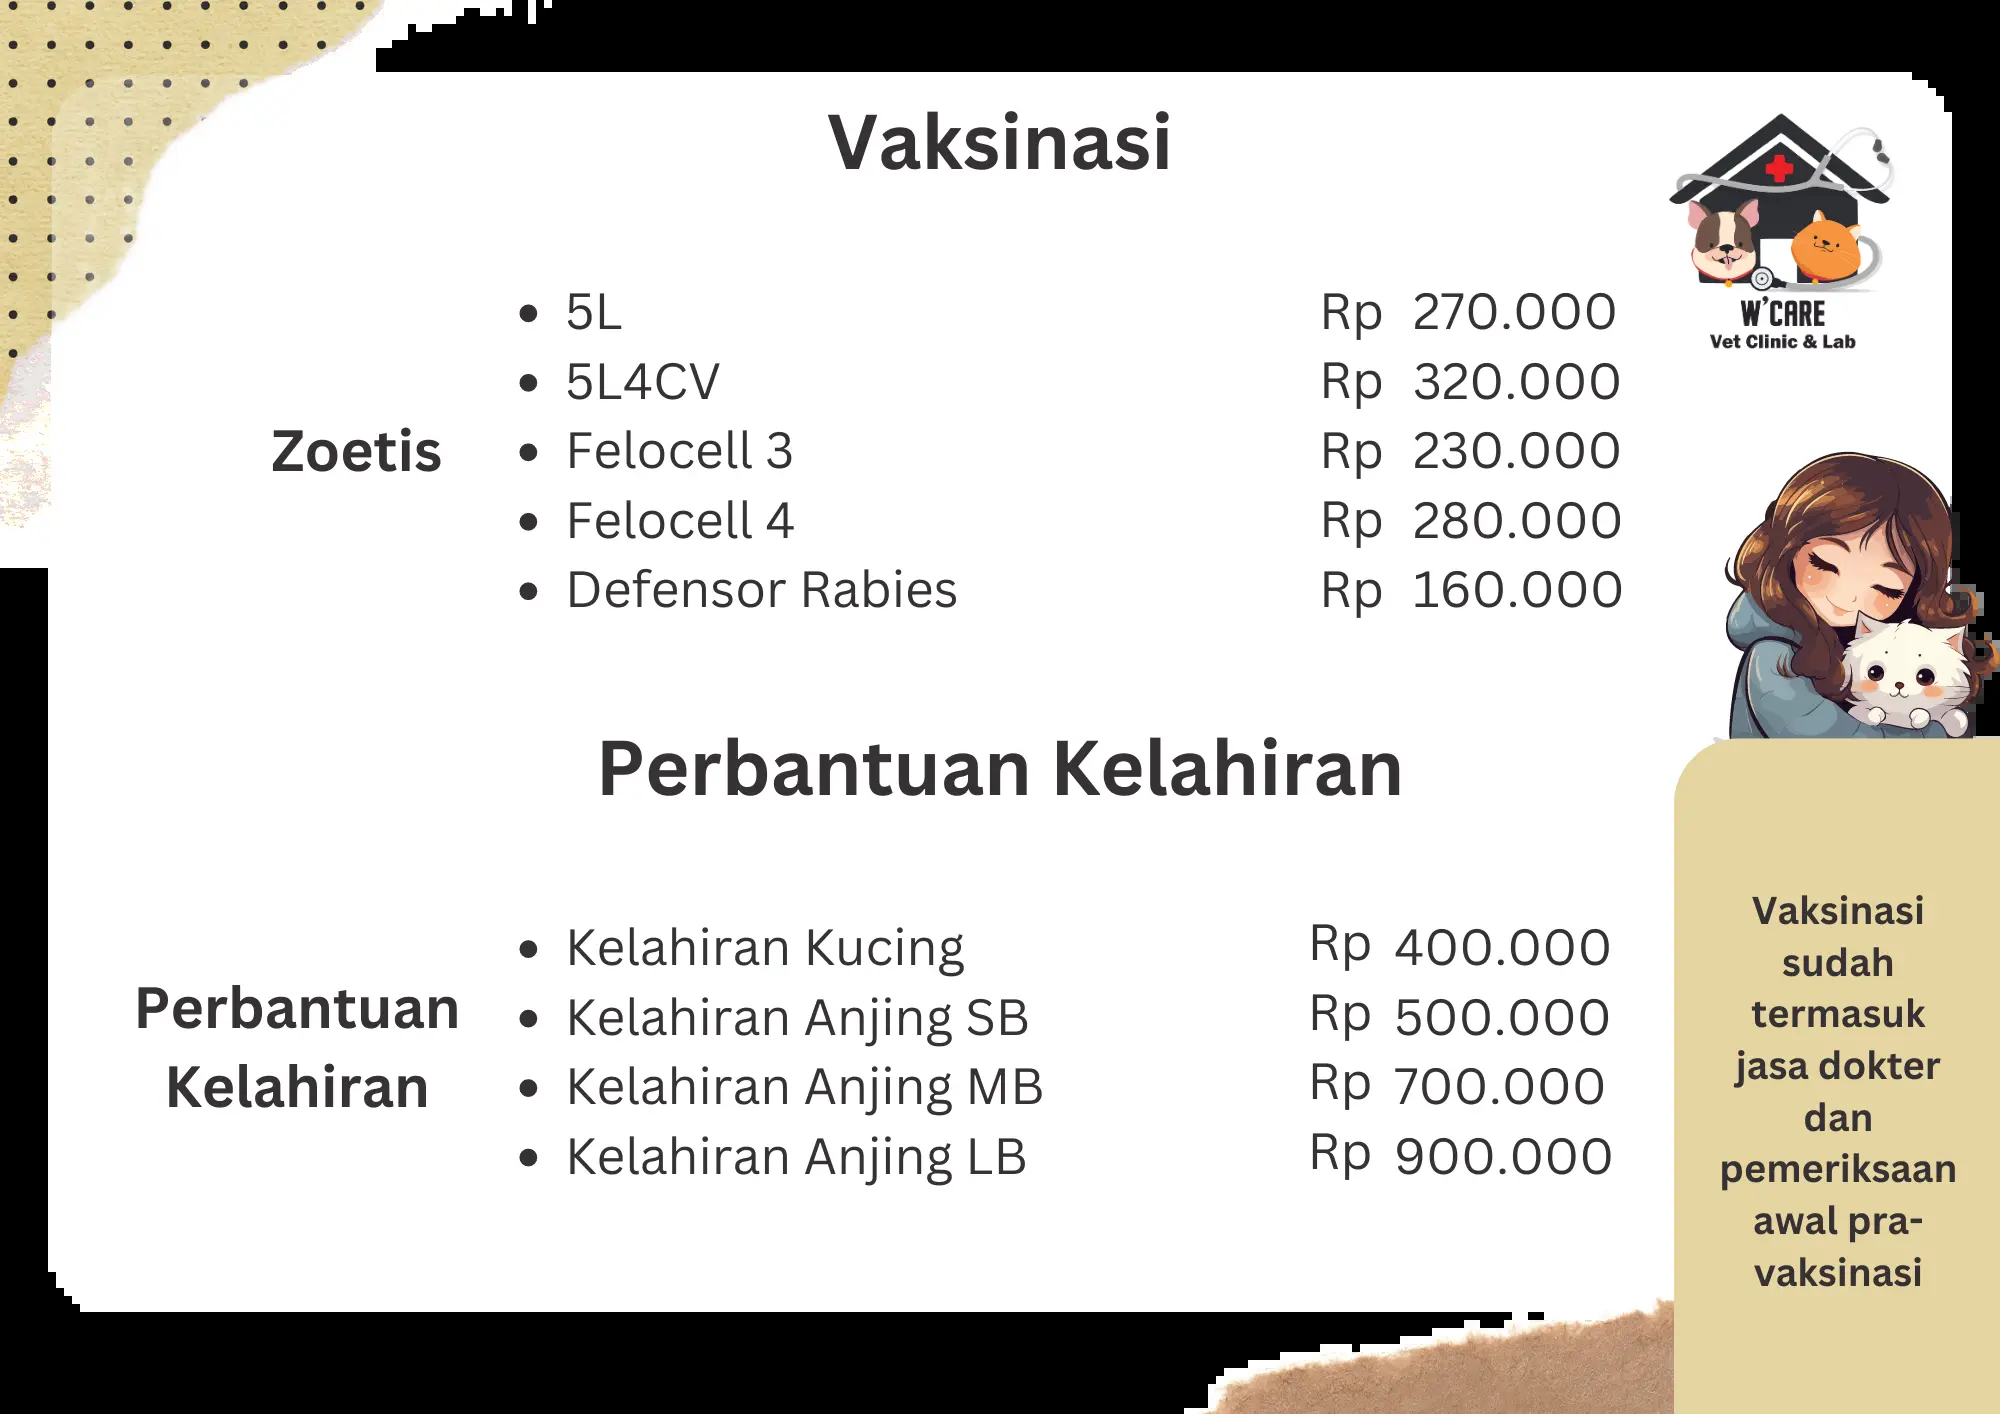 Vaksinasi
W'CARE
Vet Clinic & Lab
Zoetis
• 5L Rp 270.000
• 5L4CV Rp 320.000
• Felocell 3 Rp 230.000
• Felocell 4 Rp 280.000
• Defensor Rabies Rp 160.000
Perbantuan Kelahiran
Perbantuan
Kelahiran
• Kelahiran Kucing Rp 400.000
• Kelahiran Anjing SB Rp 500.000
• Kelahiran Anjing MB Rp 700.000
• Kelahiran Anjing LB Rp 900.000
Vaksinasi
sudah
termasuk
jasa dokter
dan
pemeriksaan
awal pra-
vaksinasi